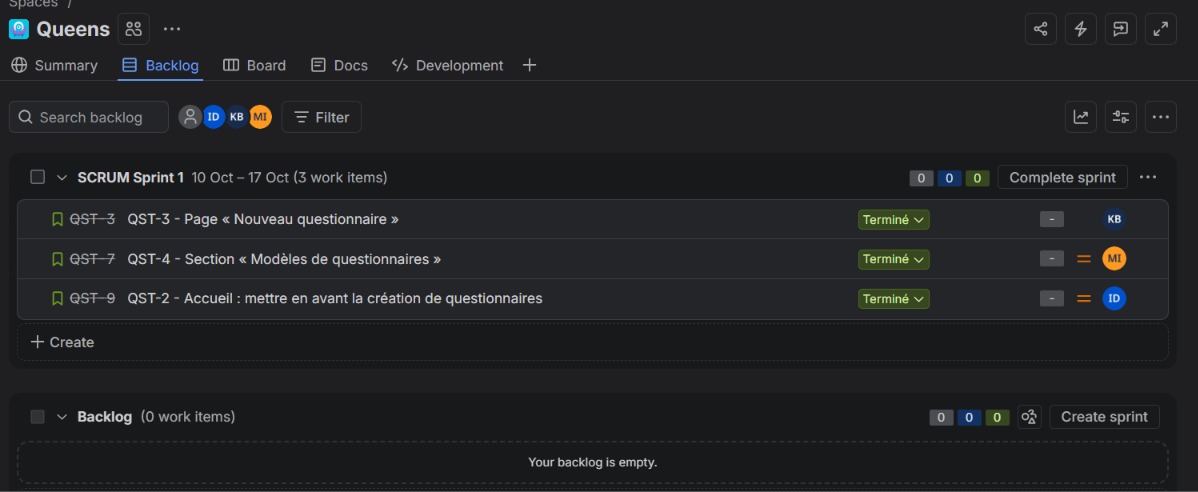 Spaces /
Queens
Summary Backlog Board Docs Development
Search backlog ID KB MI Filter
SCRUM Sprint 1 10 Oct – 17 Oct (3 work items) 0 0 0 Complete sprint
QST-3 QST-3 - Page « Nouveau questionnaire » Terminé - KB
QST-7 QST-4 - Section « Modèles de questionnaires » Terminé - MI
QST-9 QST-2 - Accueil : mettre en avant la création de questionnaires Terminé - ID
+ Create
Backlog (0 work items) 0 0 0 Create sprint
Your backlog is empty.